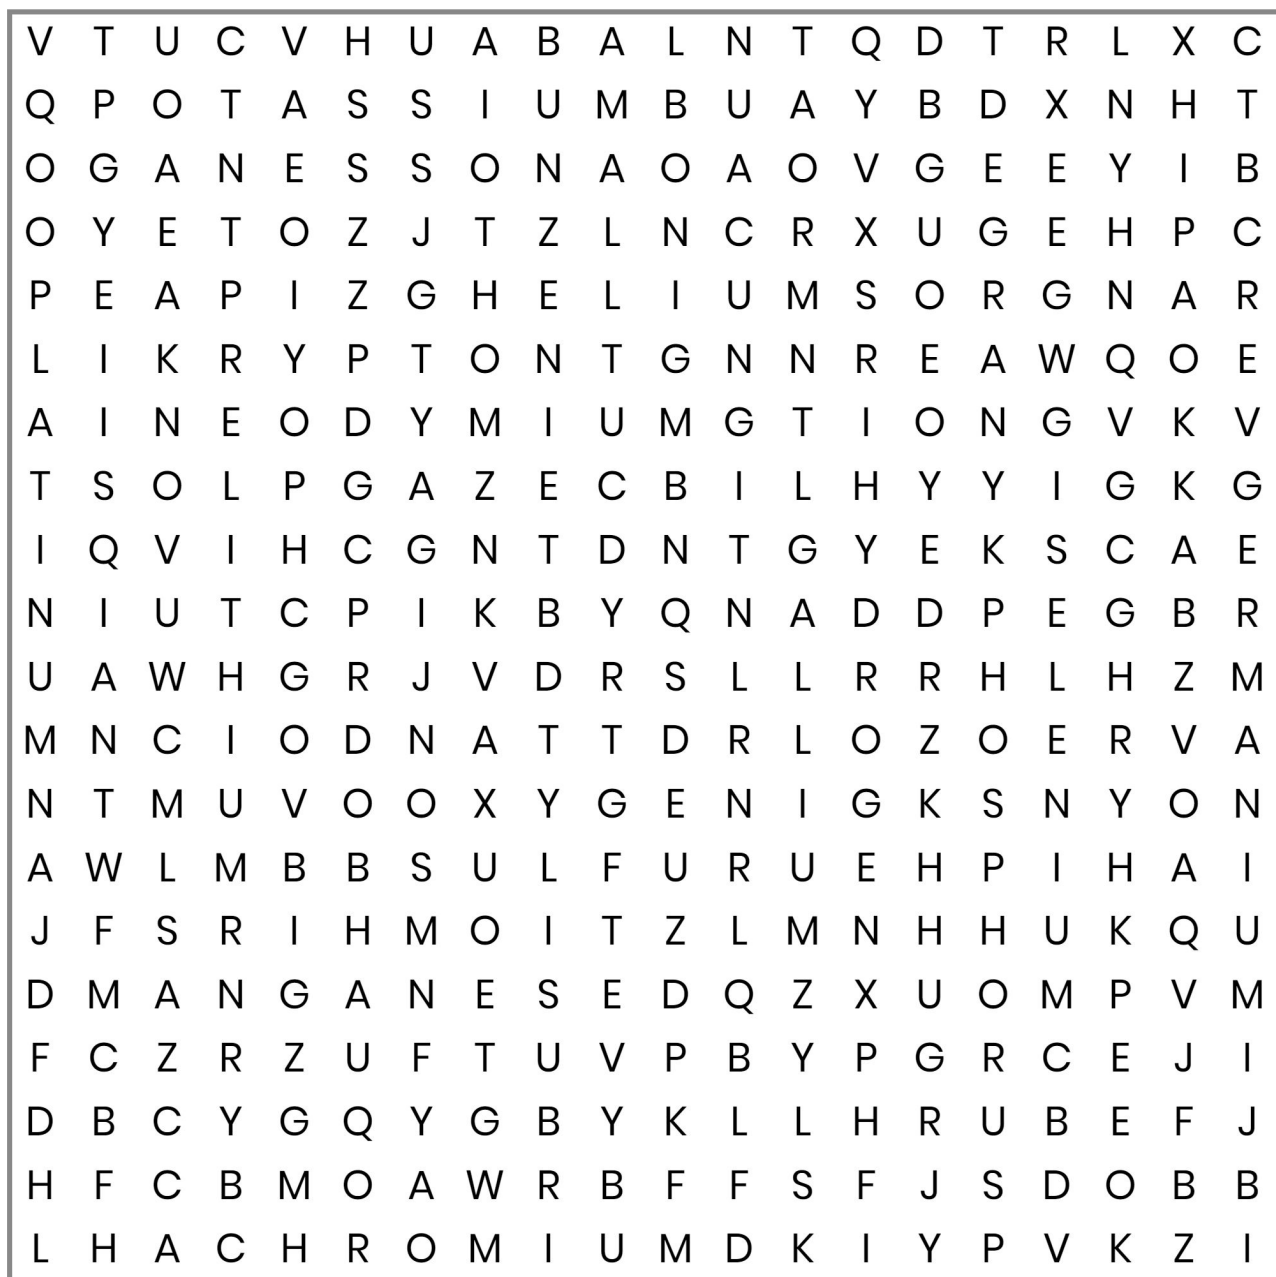 V T U C V H U A B A L N T Q D T R L X C
Q P O T A S S I U M B U A Y B D X N H T
O G A N E S S O N A O A O V G E E Y I B
O Y E T O Z J T Z L N C R X U G E H P C
P E A P I Z G H E L I U M S O R G N A R
L I K R Y P T O N T G N N R E A W Q O E
A I N E O D Y M I U M G T I O N G V K V
T S O L P G A Z E C B I L H Y Y I G K G
I Q V I H C G N T D N T G Y E K S C A E
N I U T C P I K B Y Q N A D D P E G B R
U A W H G R J V D R S L L R R H L H Z M
M N C I O D N A T T D R L O Z O E R V A
N T M U V O O X Y G E N I G K S N Y O N
A W L M B B S U L F U R U E H P I H A I
J F S R I H M O I T Z L M N H H U K Q U
D M A N G A N E S E D Q Z X U O M P V M
F C Z R Z U F T U V P B Y P G R C E J I
D B C Y G Q Y G B Y K L L H R U B E F J
H F C B M O A W R B F F S F J S D O B B
L H A C H R O M I U M D K I Y P V K Z I